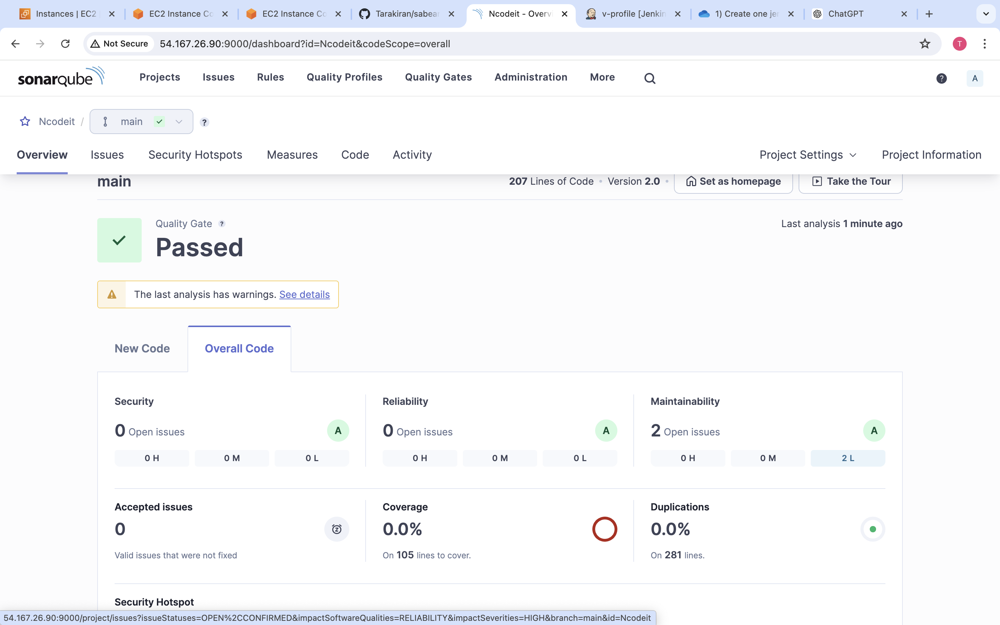 Instances | EC2
EC2 Instance Co
EC2 Instance Co
Tarakiran/sabear
Ncodeit - Overvi
v-profile [Jenkin
1) Create one jen
ChatGPT
Not Secure
54.167.26.90:9000/dashboard?id=Ncodeit&codeScope=overall
T
sonarqube
Projects
Issues
Rules
Quality Profiles
Quality Gates
Administration
More
?
A
Ncodeit / main
?
Overview
Issues
Security Hotspots
Measures
Code
Activity
Project Settings
Project Information
main
207 Lines of Code • Version 2.0 •
Set as homepage
Take the Tour
Quality Gate ?
Passed
Last analysis 1 minute ago
The last analysis has warnings. See details
New Code
Overall Code
Security
0 Open issues
A
0 H
0 M
0 L
Reliability
0 Open issues
A
0 H
0 M
0 L
Maintainability
2 Open issues
A
0 H
0 M
2 L
Accepted issues
0
Valid issues that were not fixed
Coverage
0.0%
On 105 lines to cover.
Duplications
0.0%
On 281 lines.
Security Hotspot
54.167.26.90:9000/project/issues?issueStatuses=OPEN%2CCONFIRMED&impactSoftwareQualities=RELIABILITY&impactSeverities=HIGH&branch=main&id=Ncodeit